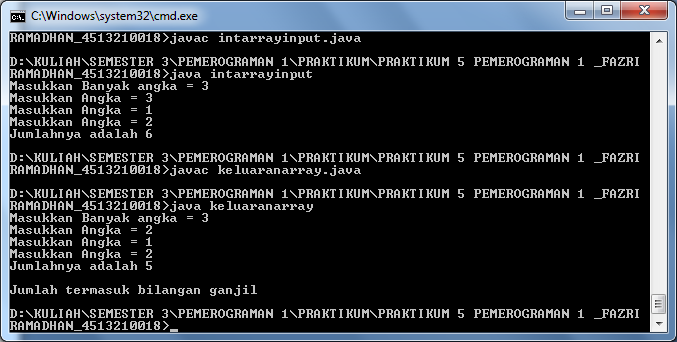 C:\Windows\system32\cmd.exe
RAMADHAN_4513210018>javac intarrayinput.java
D:\KULIAH\SEMESTER 3\PEMEROGRAMAN 1\PRAKTIKUM\PRAKTIKUM 5 PEMEROGRAMAN 1 _FAZRI
RAMADHAN_4513210018>java intarrayinput
Masukkan Banyak angka = 3
Masukkan Angka = 3
Masukkan Angka = 1
Masukkan Angka = 2
Jumlahnya adalah 6
D:\KULIAH\SEMESTER 3\PEMEROGRAMAN 1\PRAKTIKUM\PRAKTIKUM 5 PEMEROGRAMAN 1 _FAZRI
RAMADHAN_4513210018>javac keluaranarray.java
D:\KULIAH\SEMESTER 3\PEMEROGRAMAN 1\PRAKTIKUM\PRAKTIKUM 5 PEMEROGRAMAN 1 _FAZRI
RAMADHAN_4513210018>java keluaranarray
Masukkan Banyak angka = 3
Masukkan Angka = 2
Masukkan Angka = 1
Masukkan Angka = 2
Jumlahnya adalah 5
Jumlah termasuk bilangan ganjil
D:\KULIAH\SEMESTER 3\PEMEROGRAMAN 1\PRAKTIKUM\PRAKTIKUM 5 PEMEROGRAMAN 1 _FAZRI
RAMADHAN_4513210018>_